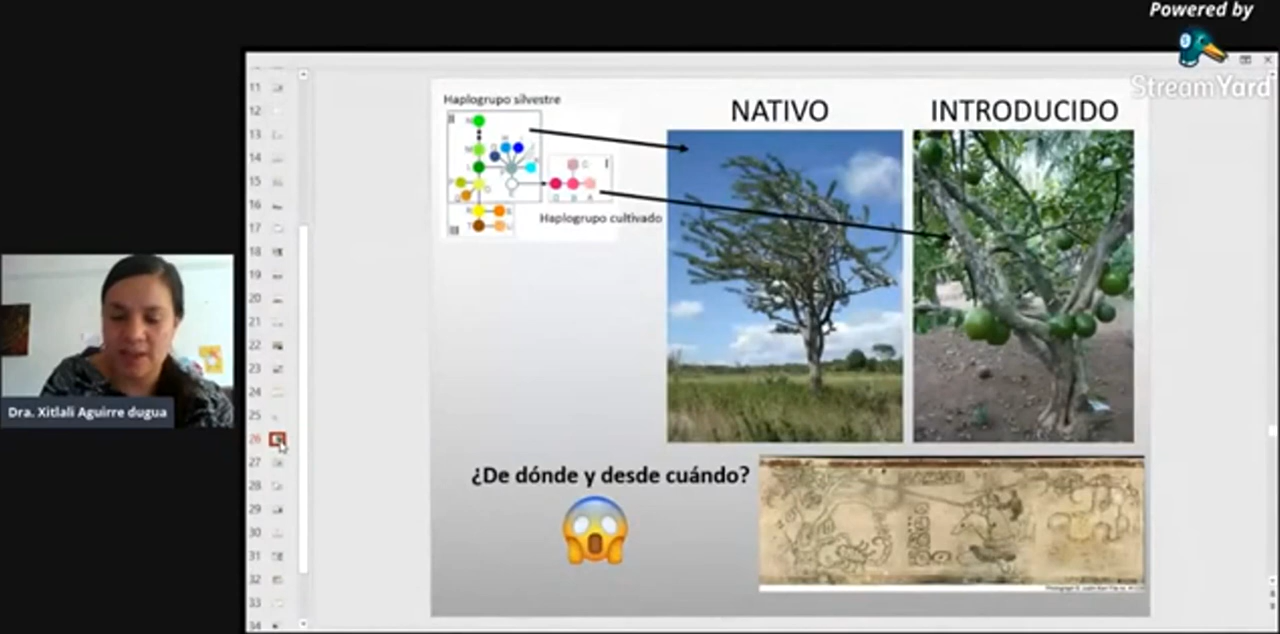 Powered by
StreamYard
11
12
13
14
15
16
17
18
19
20
21
22
23
24
25
26
27
28
29
30
31
32
33
34
Haplogrupo silvestre
II
I
III
Haplogrupo cultivado
NATIVO
INTRODUCIDO
¿De dónde y desde cuándo?
Dra. Xitlali Aguirre dugua